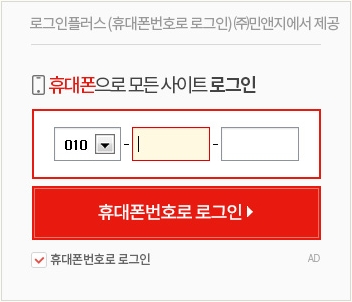 로그인플러스 (휴대폰번호로 로그인) ㈜민앤지에서 제공
휴대폰으로 모든 사이트 로그인
010 - -
휴대폰번호로 로그인
휴대폰번호로 로그인 AD